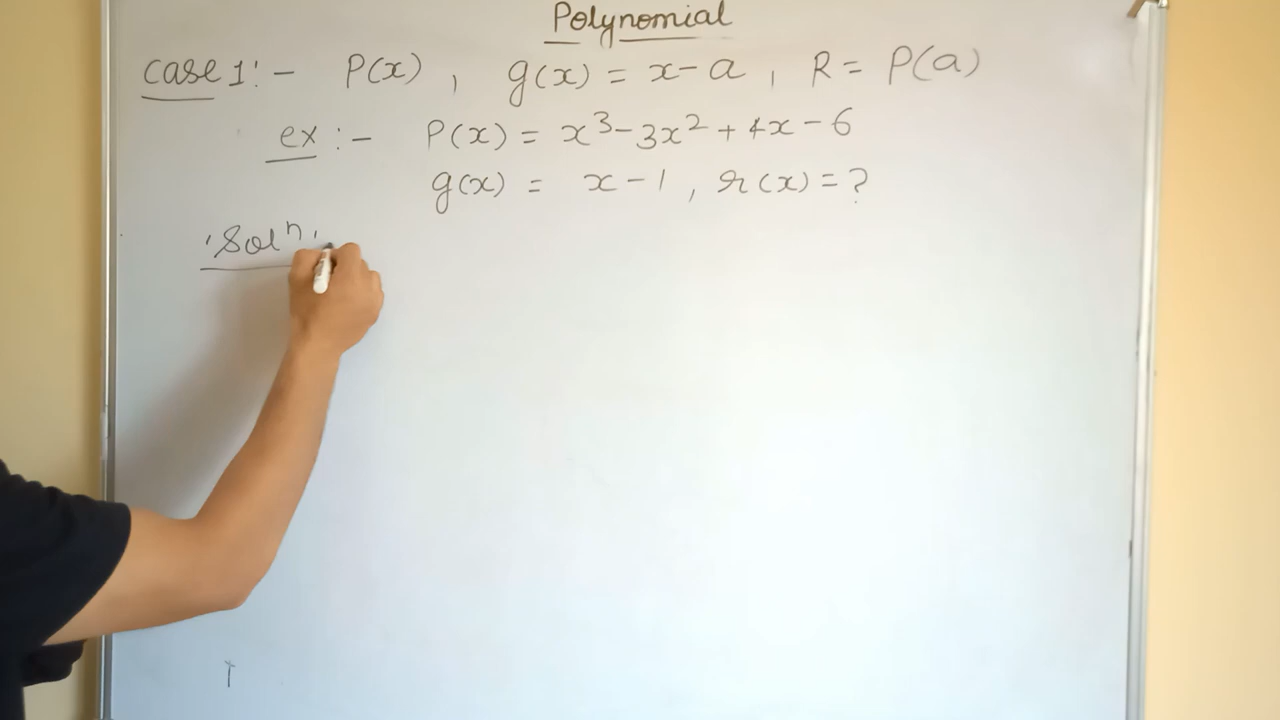 Polynomial
Case 1:- P(x), g(x) = x-a, R = P(a)
ex:- P(x) = x³-3x²+4x-6
g(x) = x-1, r(x)=?
'Solⁿ'